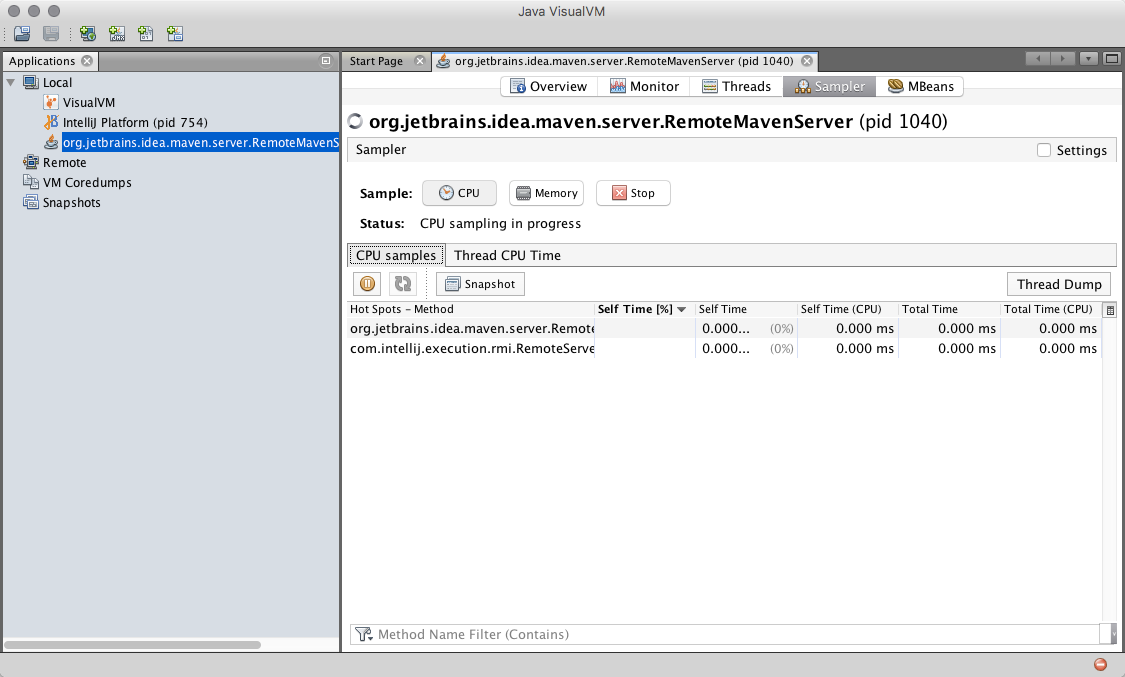 Java VisualVM
Applications
Start Page
org.jetbrains.idea.maven.server.RemoteMavenServer (pid 1040)
Local
VisualVM
IntelliJ Platform (pid 754)
org.jetbrains.idea.maven.server.RemoteMavenS
Remote
VM Coredumps
Snapshots
Overview
Monitor
Threads
Sampler
MBeans
org.jetbrains.idea.maven.server.RemoteMavenServer (pid 1040)
Sampler
Settings
Sample:
CPU
Memory
Stop
Status: CPU sampling in progress
CPU samples
Thread CPU Time
Snapshot
Thread Dump
Hot Spots – Method Self Time [%] Self Time Self Time (CPU) Total Time Total Time (CPU)
org.jetbrains.idea.maven.server.Remote 0.000... (0%) 0.000 ms 0.000 ms 0.000 ms
com.intellij.execution.rmi.RemoteServe 0.000... (0%) 0.000 ms 0.000 ms 0.000 ms
Method Name Filter (Contains)